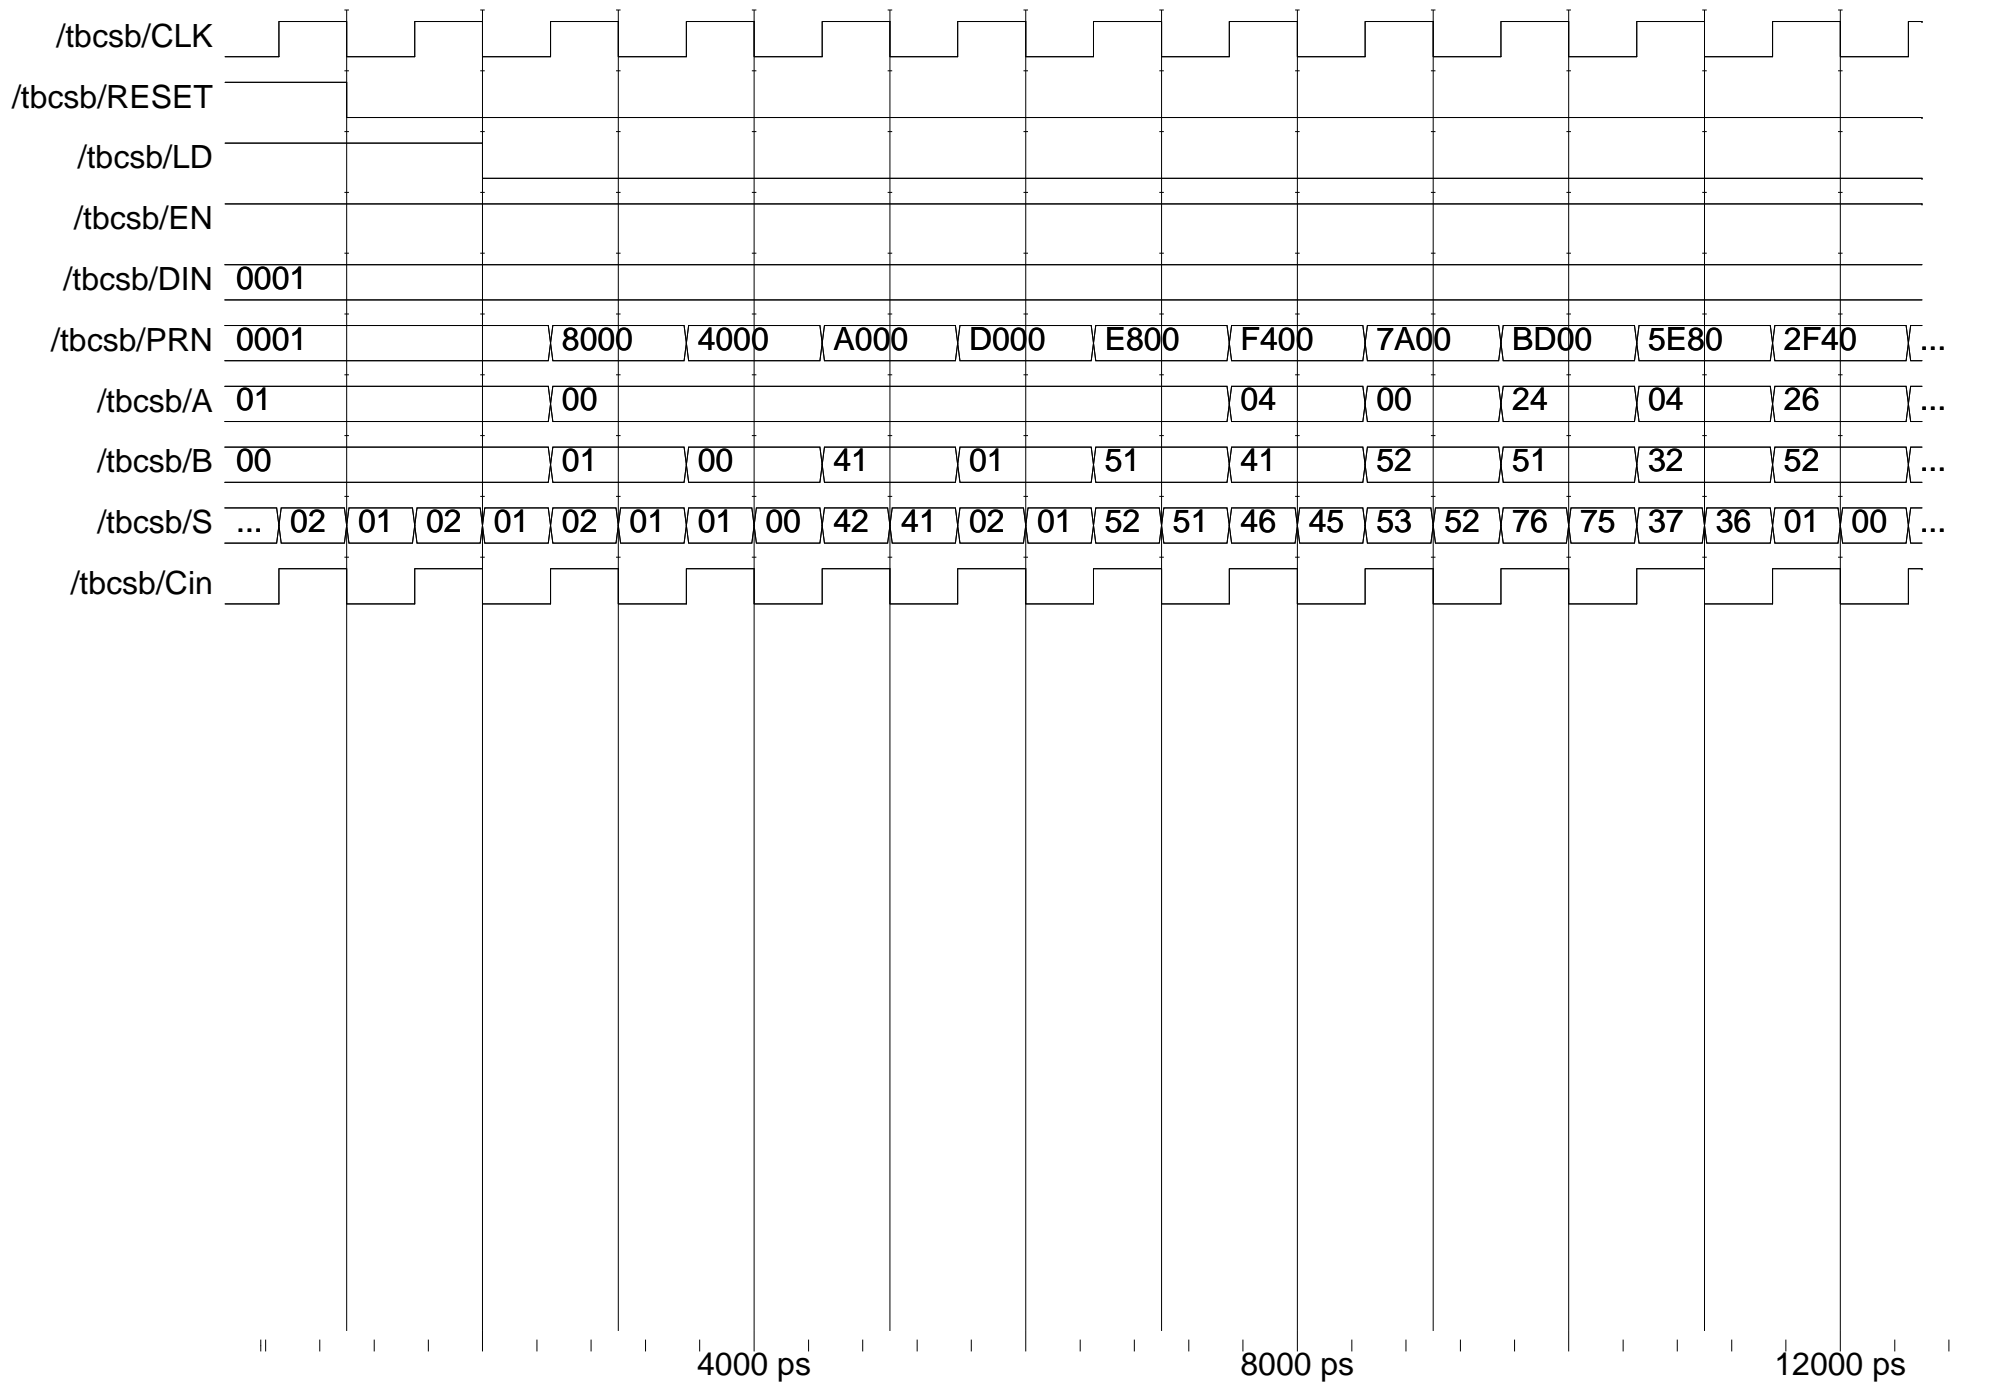 /tbcsb/CLK
/tbcsb/RESET
/tbcsb/LD
/tbcsb/EN
/tbcsb/DIN 0001
/tbcsb/PRN 0001 8000 4000 A000 D000 E800 F400 7A00 BD00 5E80 2F40 ...
/tbcsb/A 01 00 04 00 24 04 26 ...
/tbcsb/B 00 01 00 41 01 51 41 52 51 32 52 ...
/tbcsb/S ... 02 01 02 01 02 01 01 00 42 41 02 01 52 51 46 45 53 52 76 75 37 36 01 00 ...
/tbcsb/Cin
4000 ps 8000 ps 12000 ps